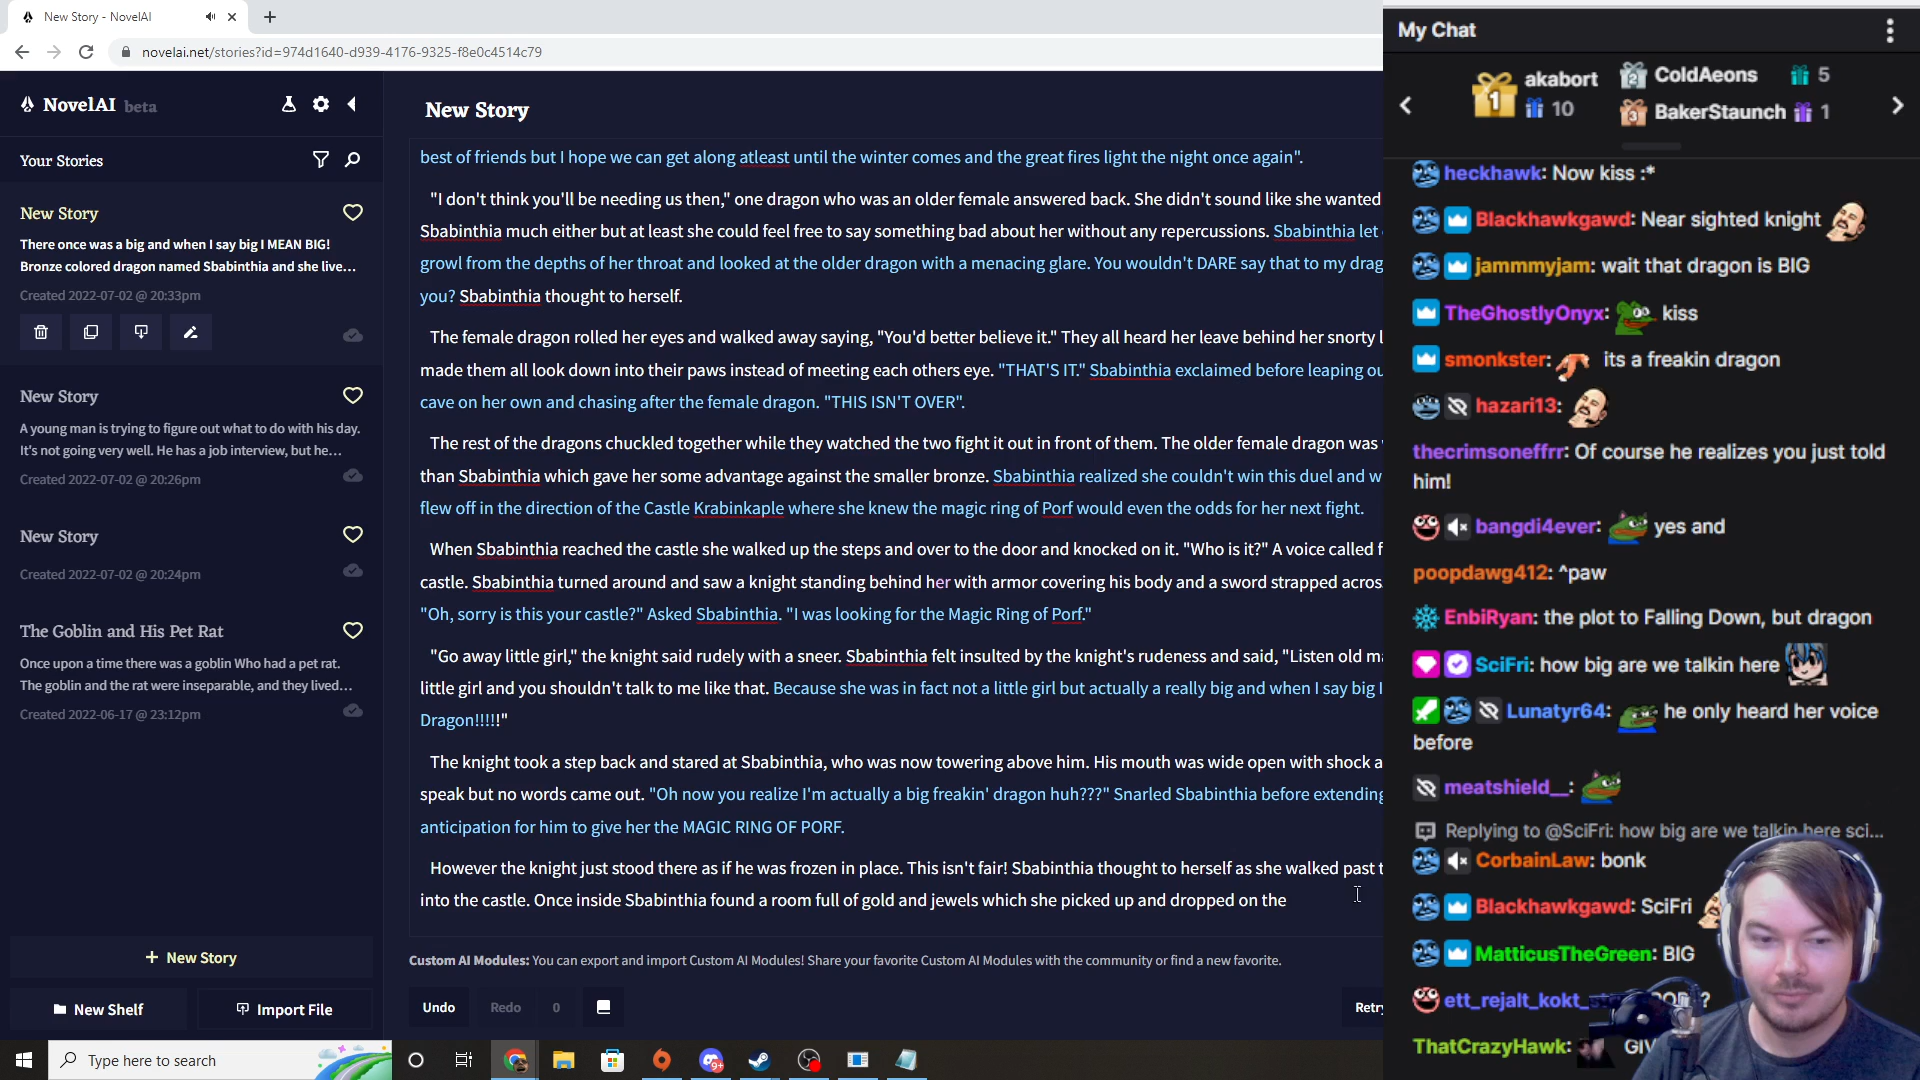 New Story - NovelAI
novelai.net/stories?id=974d1640-d939-4176-9325-f8e0c4514c79
NovelAI beta
Your Stories
New Story
There once was a big and when I say big I MEAN BIG!
Bronze colored dragon named Sbabinthia and she live...
Created 2022-07-02 @ 20:33pm
New Story
A young man is trying to figure out what to do with his day.
It's not going very well. He has a job interview, but he...
Created 2022-07-02 @ 20:26pm
New Story
Created 2022-07-02 @ 20:24pm
The Goblin and His Pet Rat
Once upon a time there was a goblin Who had a pet rat.
The goblin and the rat were inseparable, and they lived...
Created 2022-06-17 @ 23:12pm
+ New Story
New Shelf
Import File
New Story
best of friends but I hope we can get along atleast until the winter comes and the great fires light the night once again".
"I don't think you'll be needing us then," one dragon who was an older female answered back. She didn't sound like she wanted
Sbabinthia much either but at least she could feel free to say something bad about her without any repercussions. Sbabinthia let
growl from the depths of her throat and looked at the older dragon with a menacing glare. You wouldn't DARE say that to my drag
you? Sbabinthia thought to herself.
The female dragon rolled her eyes and walked away saying, "You'd better believe it." They all heard her leave behind her snorty
made them all look down into their paws instead of meeting each others eye. "THAT'S IT." Sbabinthia exclaimed before leaping ou
cave on her own and chasing after the female dragon. "THIS ISN'T OVER".
The rest of the dragons chuckled together while they watched the two fight it out in front of them. The older female dragon was
than Sbabinthia which gave her some advantage against the smaller bronze. Sbabinthia realized she couldn't win this duel and w
flew off in the direction of the Castle Krabinkaple where she knew the magic ring of Porf would even the odds for her next fight.
When Sbabinthia reached the castle she walked up the steps and over to the door and knocked on it. "Who is it?" A voice called f
castle. Sbabinthia turned around and saw a knight standing behind her with armor covering his body and a sword strapped acros
"Oh, sorry is this your castle?" Asked Sbabinthia. "I was looking for the Magic Ring of Porf."
"Go away little girl," the knight said rudely with a sneer. Sbabinthia felt insulted by the knight's rudeness and said, "Listen old ma
little girl and you shouldn't talk to me like that. Because she was in fact not a little girl but actually a really big and when I say big I
Dragon!!!!!"
The knight took a step back and stared at Sbabinthia, who was now towering above him. His mouth was wide open with shock a
speak but no words came out. "Oh now you realize I'm actually a big freakin' dragon huh???" Snarled Sbabinthia before extending
anticipation for him to give her the MAGIC RING OF PORF.
However the knight just stood there as if he was frozen in place. This isn't fair! Sbabinthia thought to herself as she walked past t
into the castle. Once inside Sbabinthia found a room full of gold and jewels which she picked up and dropped on the
Custom AI Modules: You can export and import Custom AI Modules! Share your favorite Custom AI Modules with the community or find a new favorite.
Undo
Redo
0
Retry
Type here to search
9+
My Chat
1 akabort 10
2 ColdAeons 5
3 BakerStaunch 1
heckhawk: Now kiss :*
Blackhawkgawd: Near sighted knight
jammmyjam: wait that dragon is BIG
TheGhostlyOnyx: kiss
smonkster: its a freakin dragon
hazari13:
thecrimsoneffrr: Of course he realizes you just told
him!
bangdi4ever: yes and
poopdawg412: ^paw
EnbiRyan: the plot to Falling Down, but dragon
SciFri: how big are we talkin here
Lunatyr64: he only heard her voice
before
meatshield__:
Replying to @SciFri: how big are we talkin here sci...
CorbainLaw: bonk
Blackhawkgawd: SciFri
MatticusTheGreen: BIG
ett_rejalt_kokt_
ThatCrazyHawk: GIV